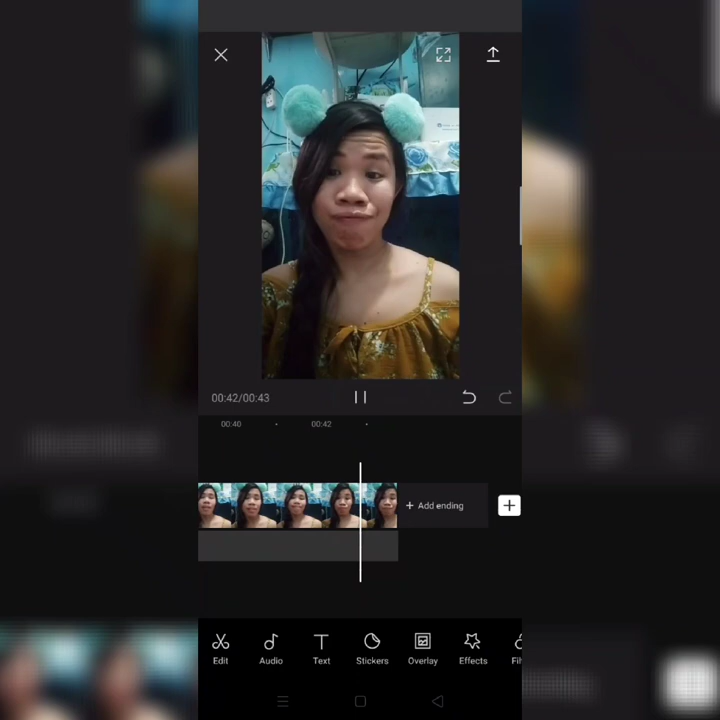 00:42/00:43
00:40
00:42
+ Add ending
Edit
Audio
Text
Stickers
Overlay
Effects